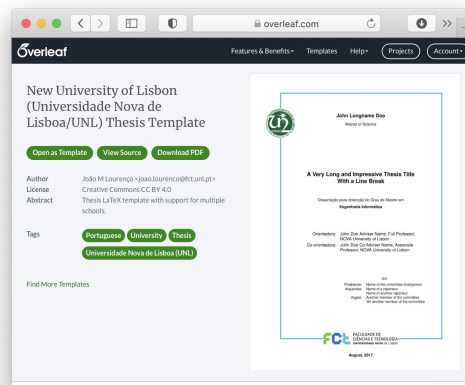 overleaf.com
Overleaf
Features & Benefits
Templates
Help
Projects
Account
New University of Lisbon
(Universidade Nova de
Lisboa/UNL) Thesis Template
Open as Template
View Source
Download PDF
Author João M Lourenço <joao.lourenco@fct.unl.pt>
License Creative Commons CC BY 4.0
Abstract Thesis LaTeX template with support for multiple
schools.
Tags Portuguese University Thesis
Universidade Nova de Lisboa (UNL)
Find More Templates
John Longname Doe
Master of Science
A Very Long and Impressive Thesis Title
With a Line Break
Dissertação para obtenção do Grau de Mestre em
Engenharia Informática
Orientadora: John Doe Adviser Name, Full Professor,
NOVA University of Lisbon
Co-orientadora: John Doe Co-Adviser Name, Associate
Professor, NOVA University of Lisbon
Júri
Presidente: Name of the committee chairperson
Arguentes: Name of a raporteur
Name of another raporteur
Vogais: Another member of the committee
Yet another member of the committee
FCt
FACULDADE DE
CIÊNCIAS E TECNOLOGIA
UNIVERSIDADE NOVA DE LISBOA
August, 2017